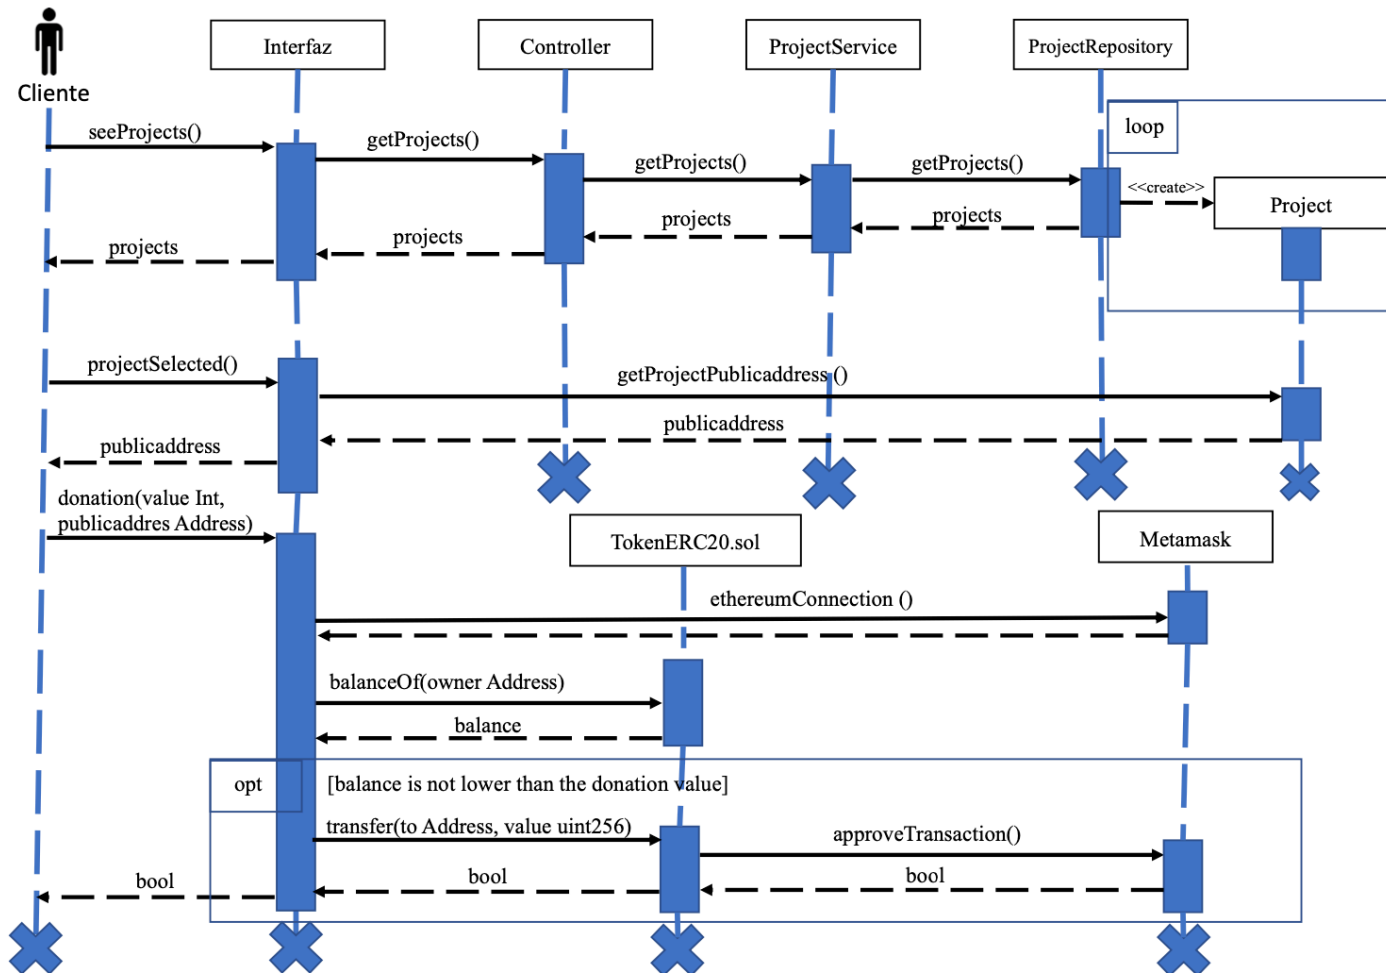 Interfaz
Controller
ProjectService
ProjectRepository
Cliente
loop
seeProjects()
getProjects()
getProjects()
getProjects()
<<create>>
Project
projects
projects
projects
projects
projectSelected()
getProjectPublicaddress ()
publicaddress
publicaddress
donation(value Int,
publicaddres Address)
TokenERC20.sol
Metamask
ethereumConnection ()
balanceOf(owner Address)
balance
opt
[balance is not lower than the donation value]
transfer(to Address, value uint256)
approveTransaction()
bool
bool
bool